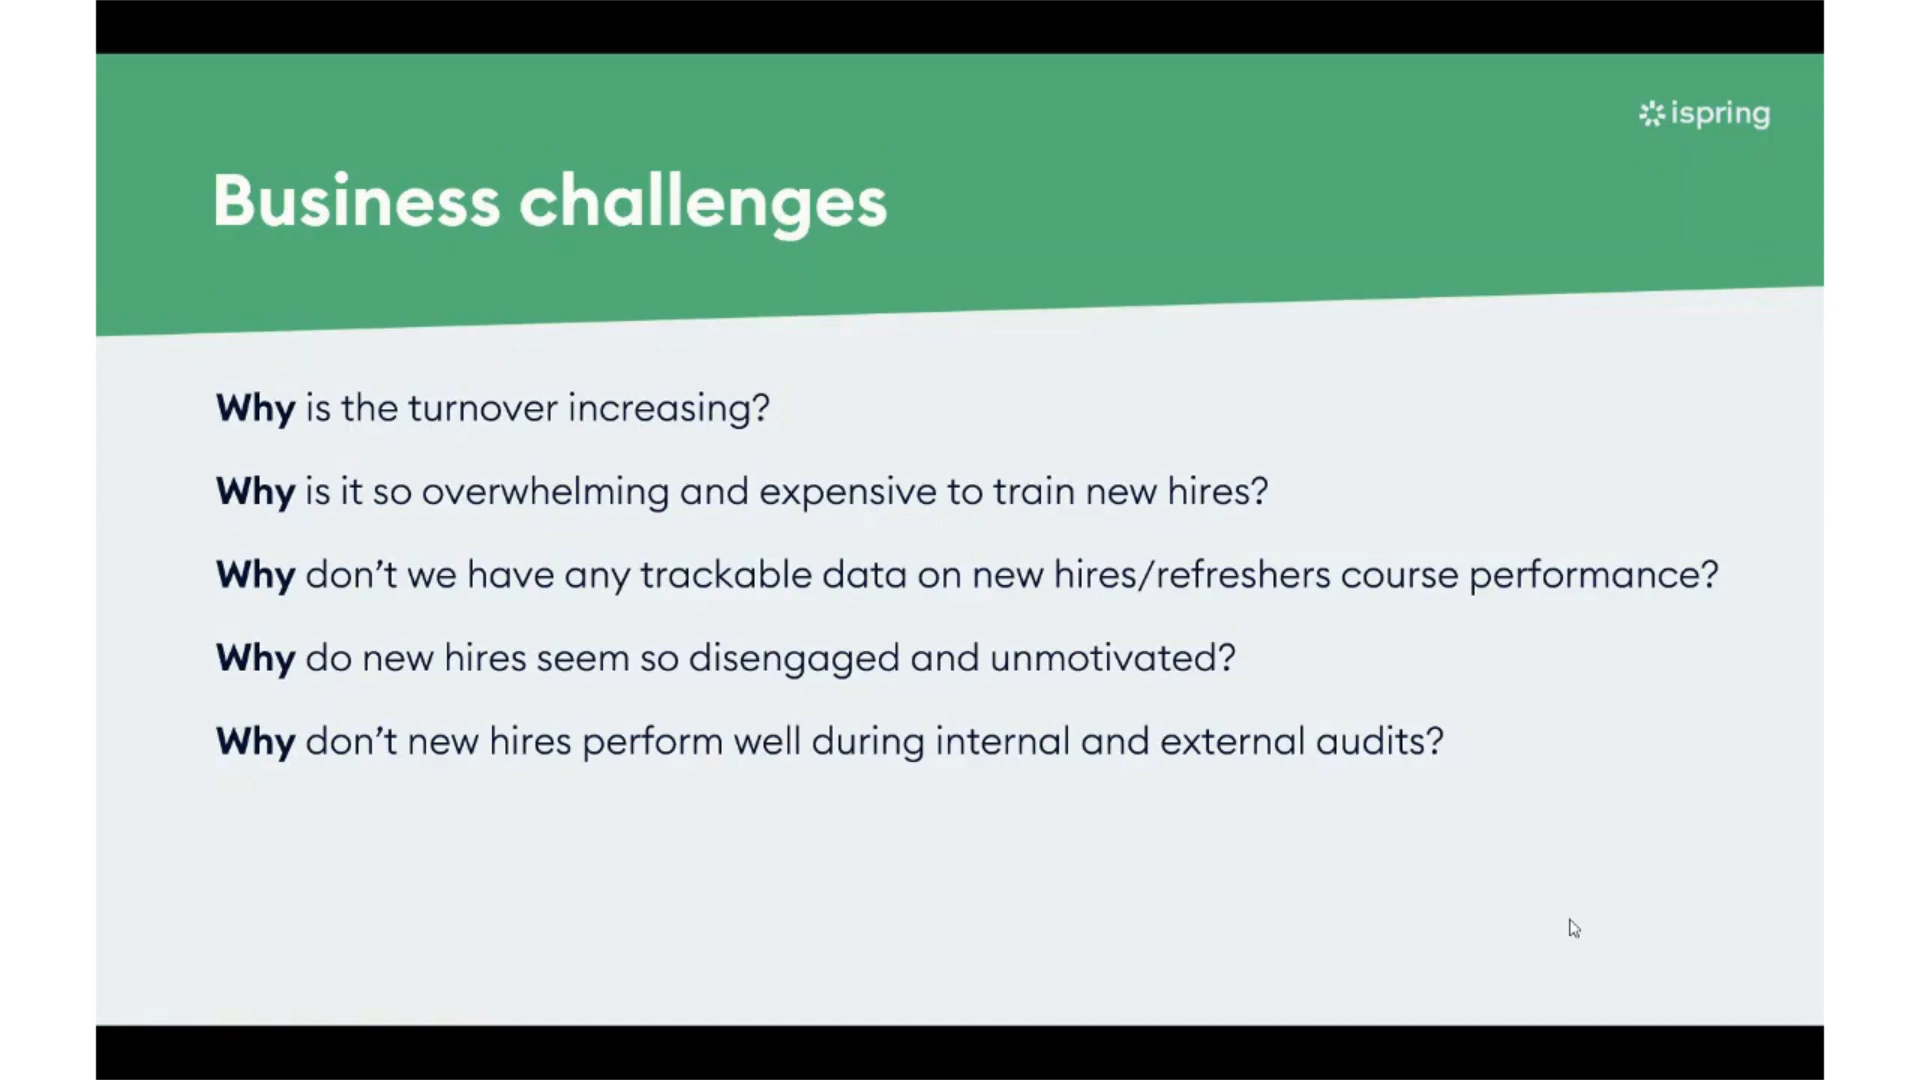 ispring
Business challenges
Why is the turnover increasing?
Why is it so overwhelming and expensive to train new hires?
Why don’t we have any trackable data on new hires/refreshers course performance?
Why do new hires seem so disengaged and unmotivated?
Why don’t new hires perform well during internal and external audits?